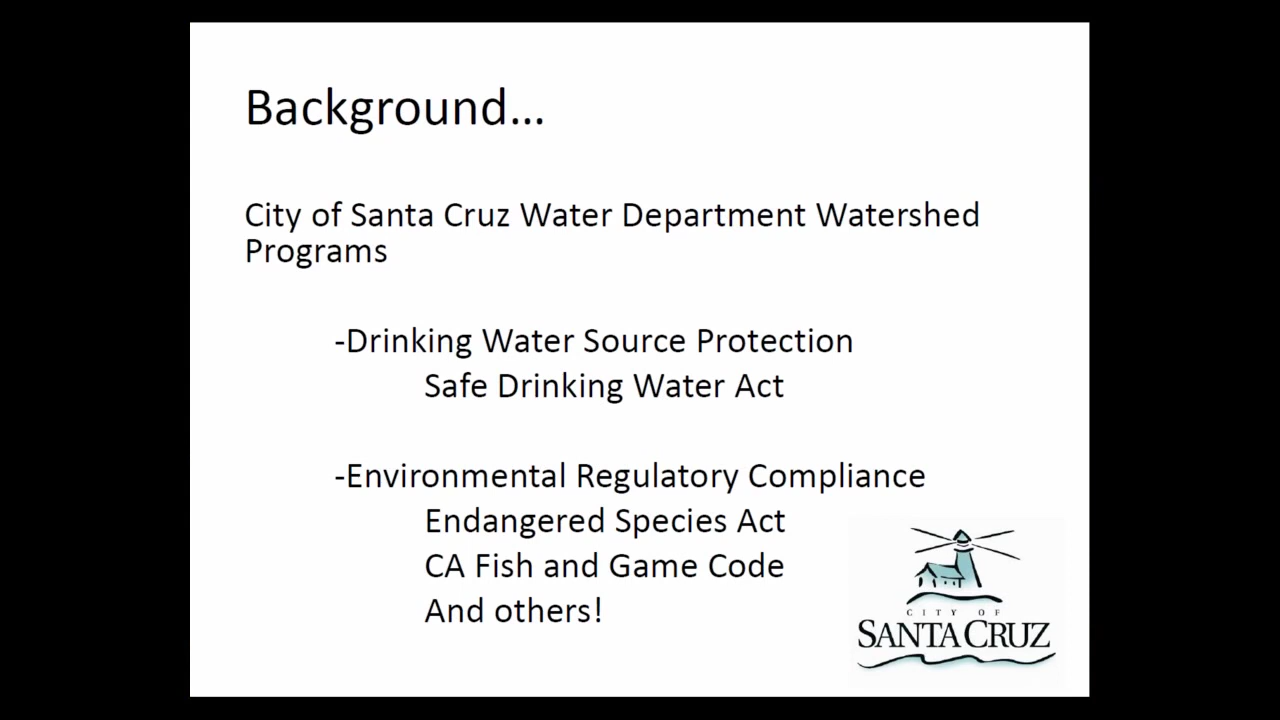 Background...
City of Santa Cruz Water Department Watershed
Programs
-Drinking Water Source Protection
Safe Drinking Water Act
-Environmental Regulatory Compliance
Endangered Species Act
CA Fish and Game Code
And others!
CITY OF
SANTA CRUZ